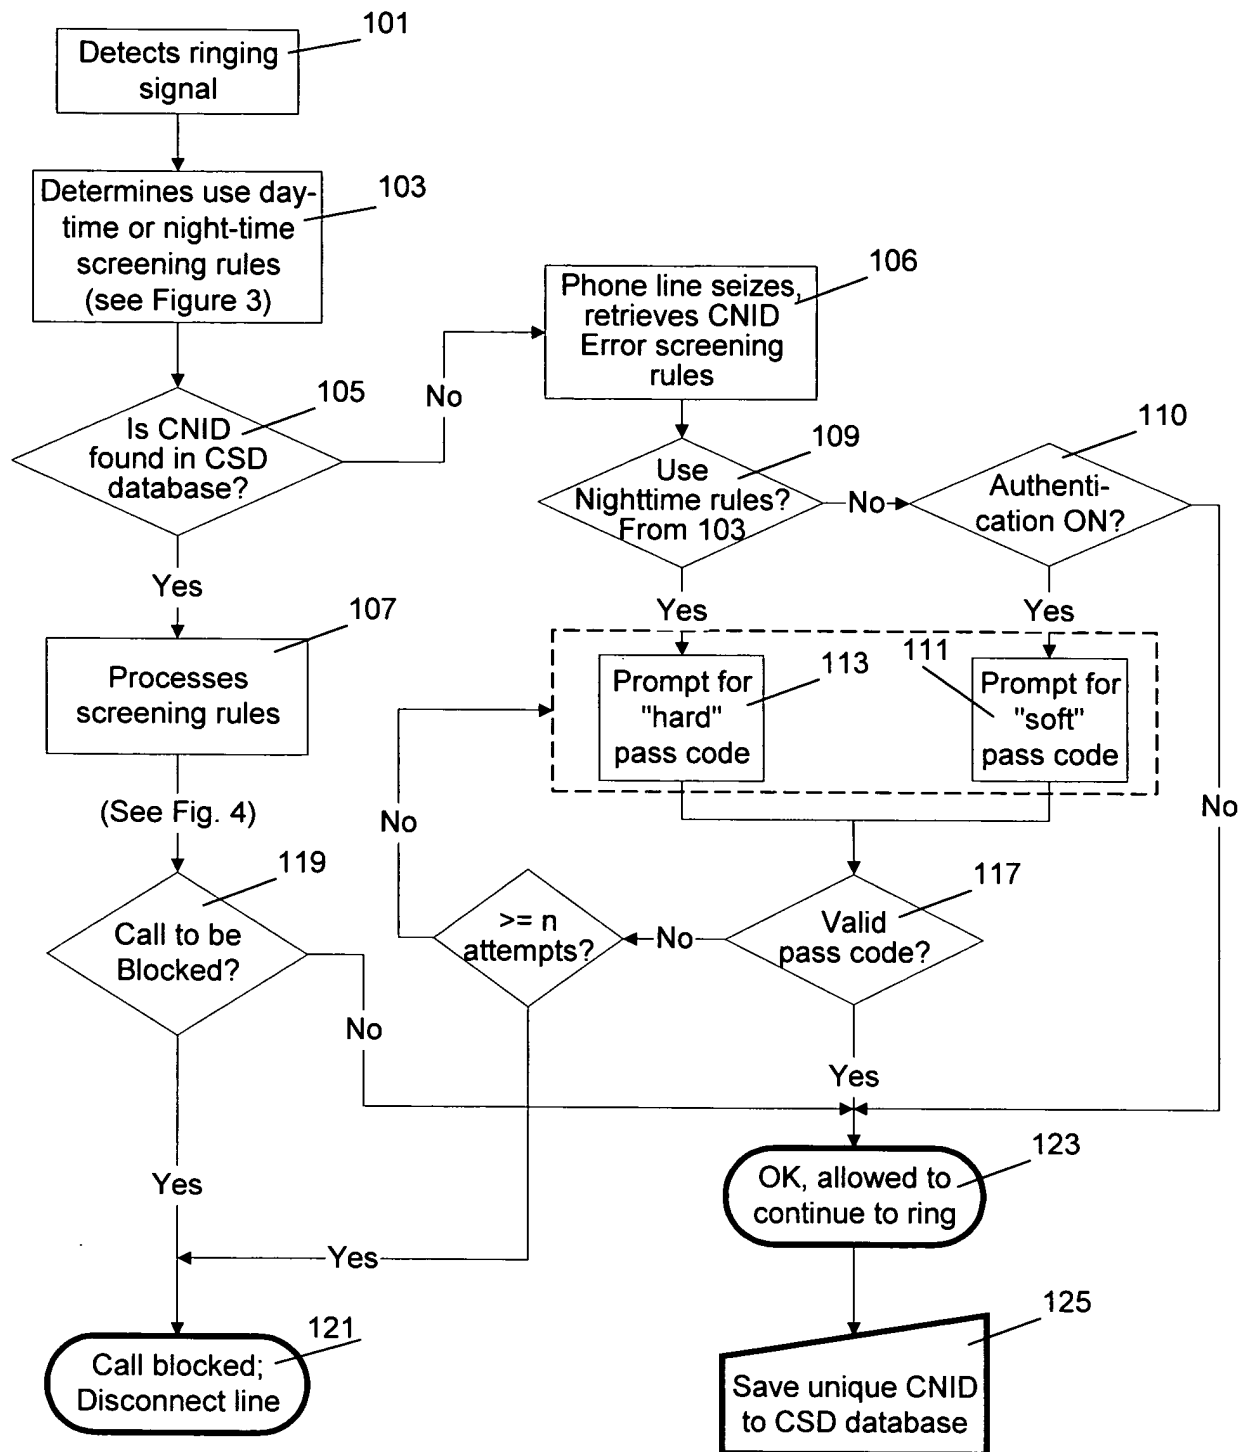 101
Detects ringing
signal
103
Determines use day-
time or night-time
screening rules
(see Figure 3)
106
Phone line seizes,
retrieves CNID
Error screening
rules
105
Is CNID
found in CSD
database?
No
109
Use
Nighttime rules?
From 103
No
110
Authenti-
cation ON?
Yes
Yes
Yes
107
Processes
screening rules
113
Prompt for
"hard"
pass code
111
Prompt for
"soft"
pass code
No
(See Fig. 4)
No
119
Call to be
Blocked?
>= n
attempts?
No
117
Valid
pass code?
No
Yes
Yes
Yes
123
OK, allowed to
continue to ring
121
Call blocked;
Disconnect line
125
Save unique CNID
to CSD database